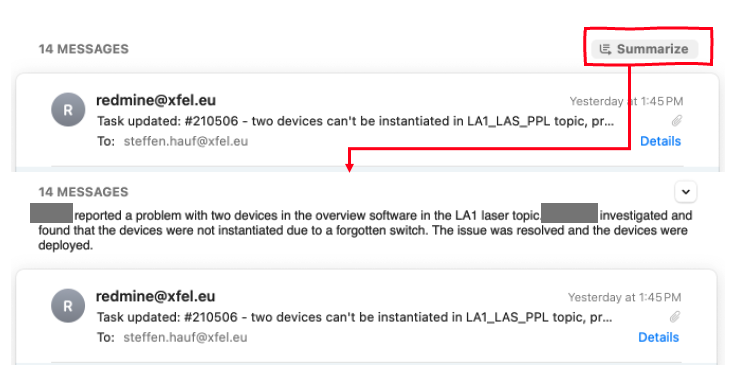 14 MESSAGES
Summarize
R
redmine@xfel.eu
Yesterday at 1:45 PM
Task updated: #210506 - two devices can't be instantiated in LA1_LAS_PPL topic, pr...
To: steffen.hauf@xfel.eu
Details
14 MESSAGES
reported a problem with two devices in the overview software in the LA1 laser topic. investigated and
found that the devices were not instantiated due to a forgotten switch. The issue was resolved and the devices were
deployed.
R
redmine@xfel.eu
Yesterday at 1:45 PM
Task updated: #210506 - two devices can't be instantiated in LA1_LAS_PPL topic, pr...
To: steffen.hauf@xfel.eu
Details